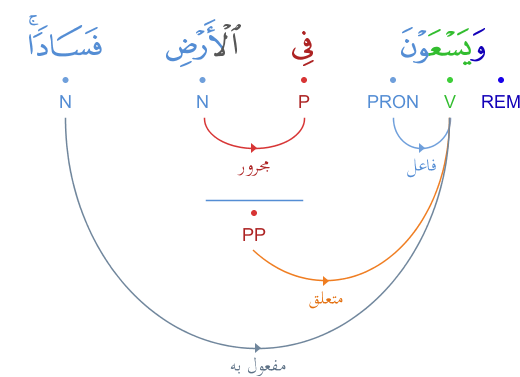 وَيَسْعَوْنَ فِى ٱلْأَرْضِ فَسَادًا ۚ
REM V PRON P N N
فاعل
مجرور
PP
متعلق
مفعول به